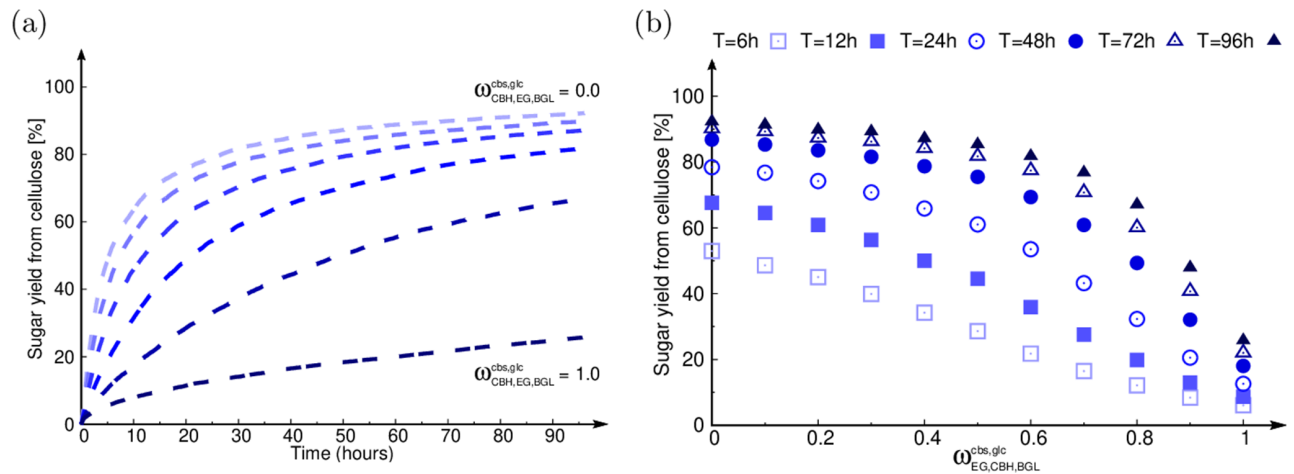 (a)
Sugar yield from cellulose [%]
100
80
60
40
20
0
ω^cbs,glc_CBH,EG,BGL = 0.0
ω^cbs,glc_CBH,EG,BGL = 1.0
0 10 20 30 40 50 60 70 80 90
Time (hours)
(b)
T=6h T=12h T=24h T=48h T=72h T=96h
Sugar yield from cellulose [%]
100
80
60
40
20
0
0 0.2 0.4 0.6 0.8 1
ω^cbs,glc_EG,CBH,BGL